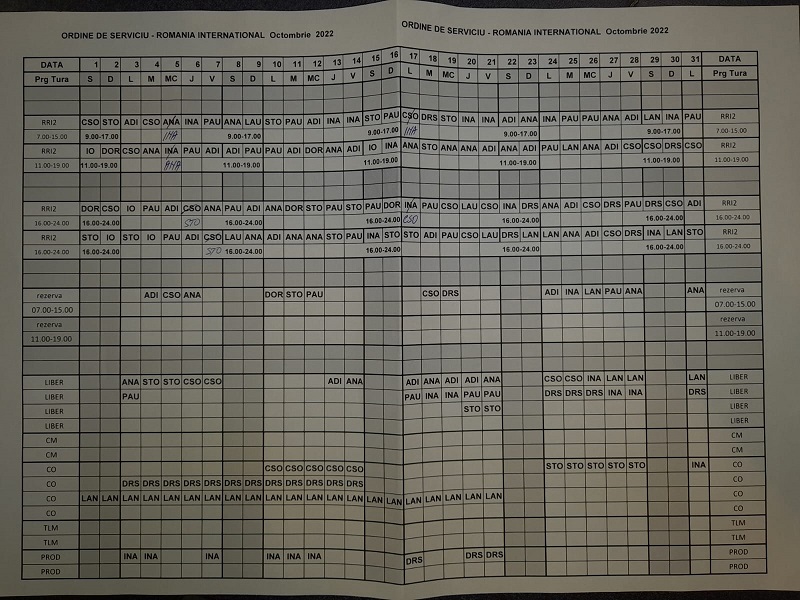 ORDINE DE SERVICIU - ROMANIA INTERNATIONAL Octombrie 2022 ORDINE DE SERVICIU - ROMANIA INTERNATIONAL Octombrie 2022
DATA 1 2 3 4 5 6 7 8 9 10 11 12 13 14 15 16 17 18 19 20 21 22 23 24 25 26 27 28 29 30 31 DATA
Prg Tura S D L M MC J V S D L M MC J V S D L M MC J V S D L M MC J V S D L Prg Tura
RRI2 CSO STO ADI CSO INA PAU ANA LAU STO PAU ADI INA INA STO PAU CSO DRS STO INA INA ADI ANA INA PAU PAU ANA ADI LAN INA PAU RRI2
7.00-15.00 9.00-17.00 INA 9.00-17.00 9.00-17.00 INA 9.00-17.00 9.00-17.00 7.00-15.00
RRI2 IO DOR CSO ANA INA PAU ADI ADI PAU PAU ADI DOR ANA ADI IO INA ANA STO ANA ANA ADI ANA ADI PAU LAN ANA ADI CSO CSO DRS CSO RRI2
11.00-19.00 11.00-19.00 ANA 11.00-19.00 11.00-19.00 11.00-19.00 11.00-19.00 11.00-19.00
RRI2 DOR CSO IO PAU ADI CSO ANA ADI PAU ADI ANA DOR STO PAU STO PAU DOR INA PAU CSO LAU CSO INA DRS ANA ADI CSO DRS PAU DRS CSO ADI RRI2
16.00-24.00 16.00-24.00 STO 16.00-24.00 16.00-24.00 CSO 16.00-24.00 16.00-24.00 16.00-24.00
RRI2 STO IO STO IO PAU ADI CSO LAU ANA ADI ANA ANA STO PAU INA STO STO ADI PAU CSO LAU DRS LAN LAN ANA ADI CSO DRS INA LAN STO RRI2
16.00-24.00 16.00-24.00 STO 16.00-24.00 16.00-24.00 16.00-24.00 16.00-24.00 16.00-24.00
rezerva ADI CSO ANA DOR STO PAU CSO DRS ADI INA LAN PAU ANA ANA rezerva
07.00-15.00 07.00-15.00
rezerva rezerva
11.00-19.00 11.00-19.00
LIBER ANA STO STO CSO CSO ADI ANA ADI ANA ADI ADI ANA CSO CSO INA LAN LAN LAN LIBER
LIBER PAU PAU INA INA PAU PAU DRS DRS DRS INA INA DRS LIBER
LIBER STO STO LIBER
LIBER LIBER
CM CM
CM CM
CO CSO CSO CSO CSO CSO STO STO STO STO STO INA CO
CO DRS DRS DRS DRS DRS DRS DRS DRS DRS DRS DRS DRS CO
CO LAN LAN LAN LAN LAN LAN LAN LAN LAN LAN LAN LAN LAN LAN LAN LAN LAN LAN LAN LAN LAN CO
CO CO
TLM TLM
TLM TLM
PROD INA INA INA INA INA INA DRS DRS DRS PROD
PROD PROD